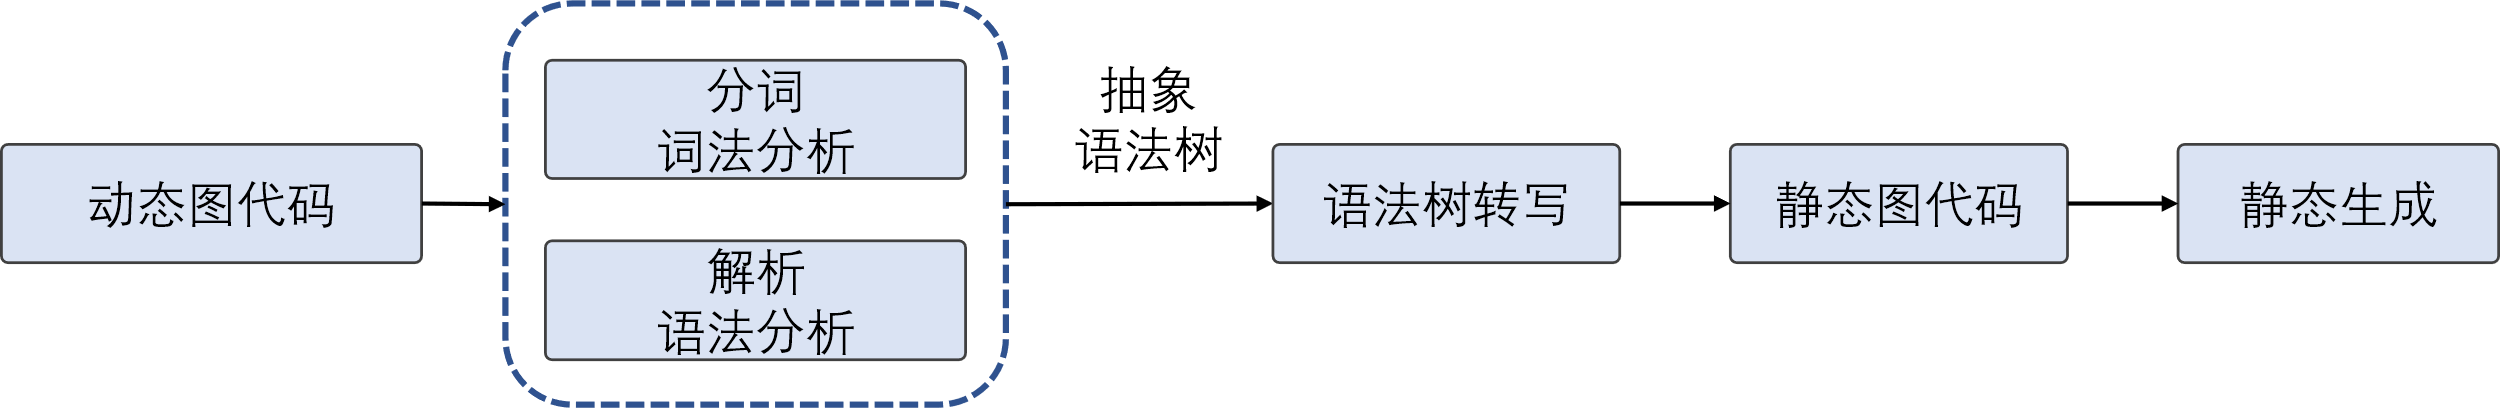 动态图代码
分词
词法分析
解析
语法分析
抽象
语法树
语法树转写
静态图代码
静态生成